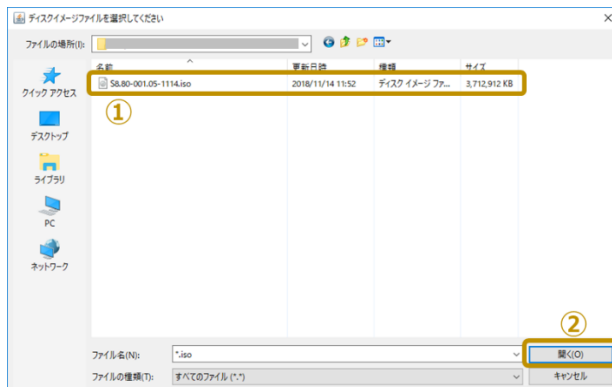 ディスクイメージファイルを選択してください
ファイルの場所(I):
名前 更新日時 種類 サイズ
S8.80-001.05-1114.iso 2018/11/14 11:52 ディスク イメージ ファ... 3,712,912 KB
①
クイック アクセス
デスクトップ
ライブラリ
PC
ネットワーク
②
ファイル名(N): *.iso 開く(O)
ファイルの種類(T): すべてのファイル (*.*) キャンセル